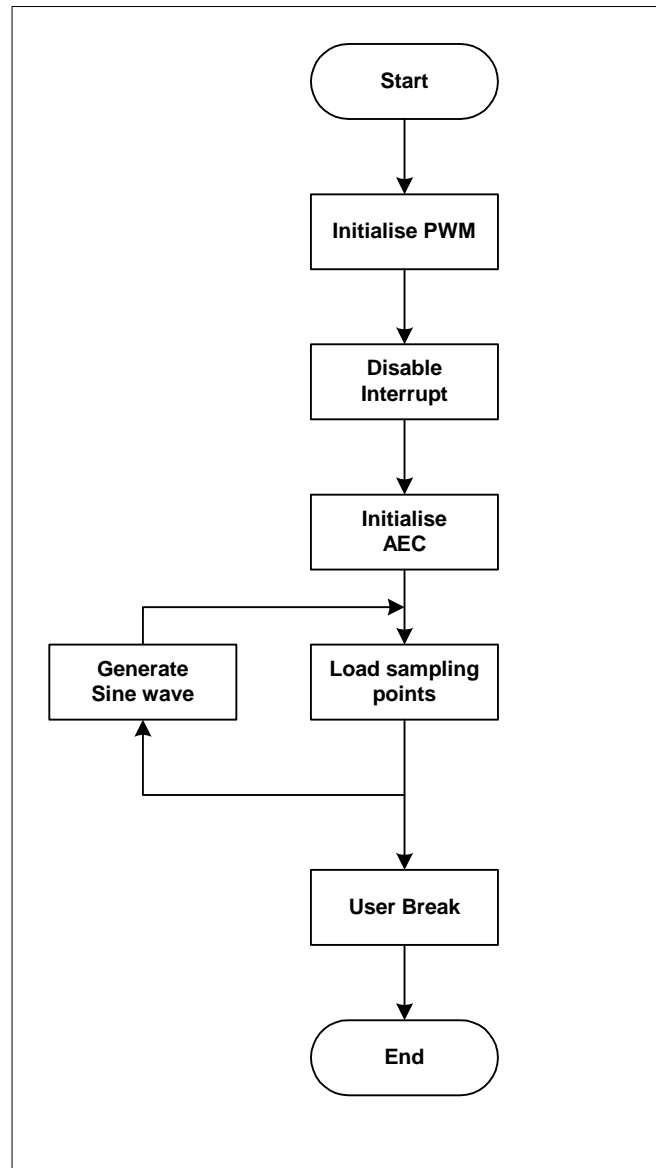 Start
Initialise PWM
Disable
Interrupt
Initialise
AEC
Generate
Sine wave
Load sampling
points
User Break
End